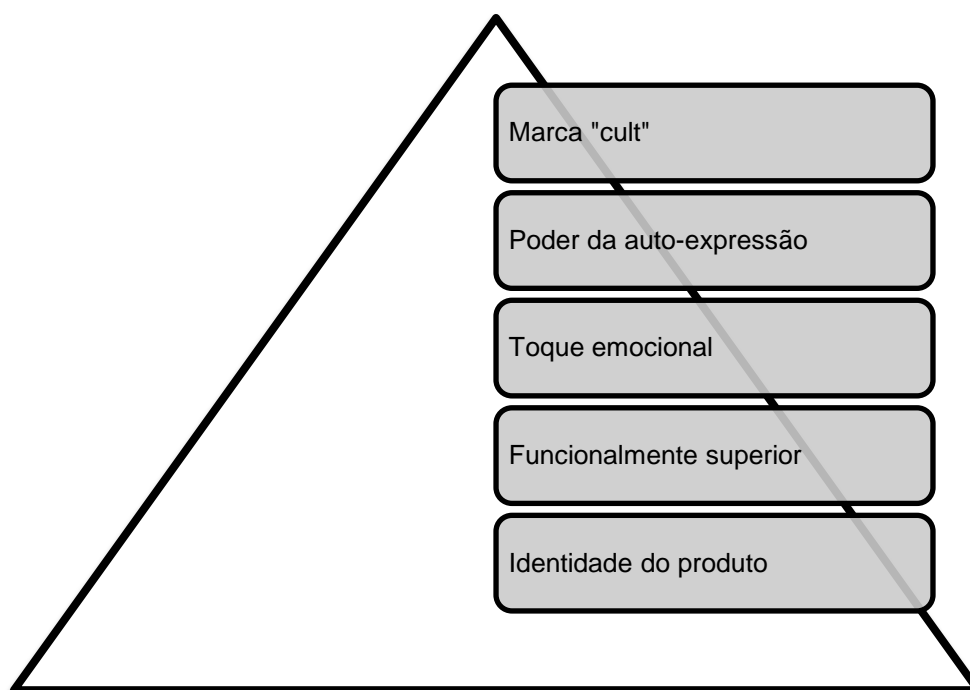 Marca "cult"
Poder da auto-expressão
Toque emocional
Funcionalmente superior
Identidade do produto